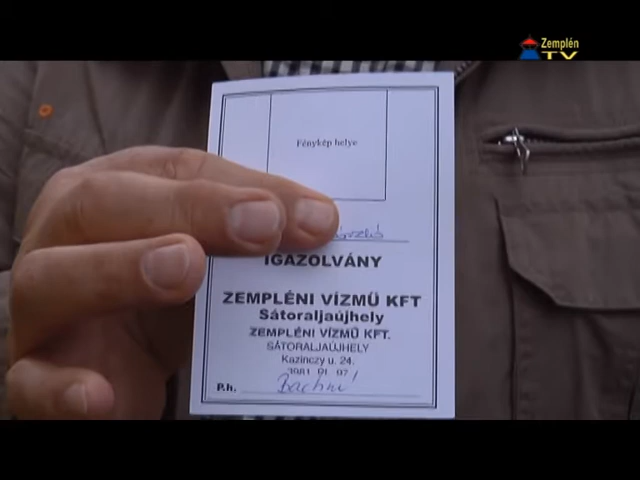 Zemplén
TV
Fénykép helye
IGAZOLVÁNY
ZEMPLÉNI VÍZMŰ KFT
Sátoraljaújhely
ZEMPLÉNI VÍZMŰ KFT.
SÁTORALJAÚJHELY
Kazinczy u. 24.
P.h.